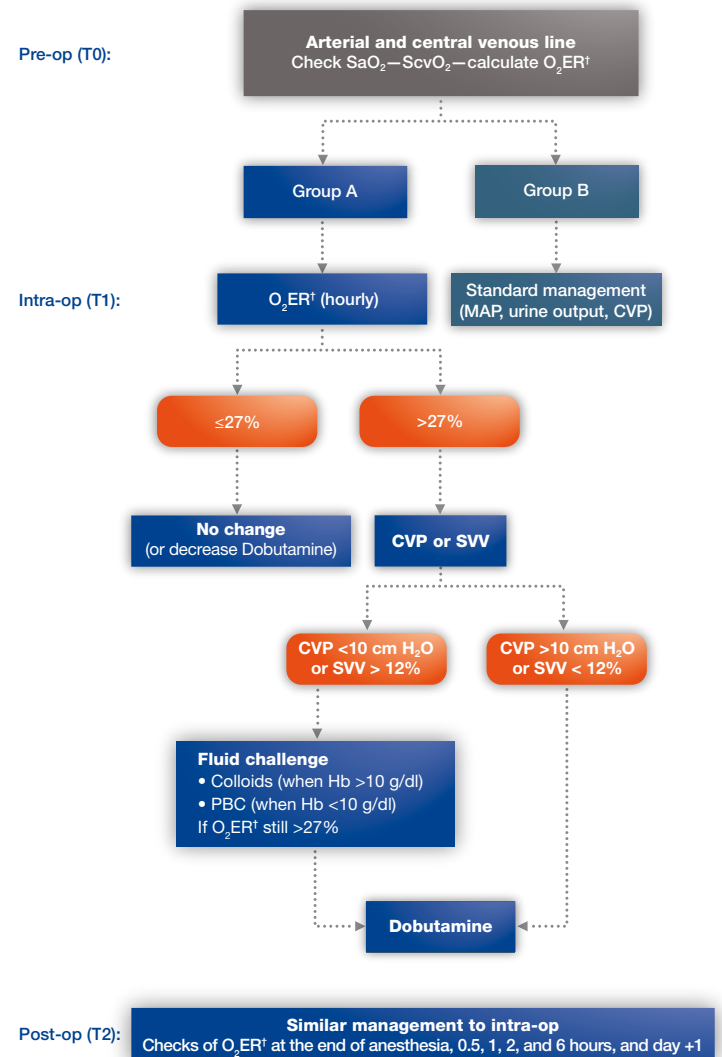 Pre-op (T0):
Arterial and central venous line
Check SaO₂—ScvO₂—calculate O₂ER†
Group A
Group B
Intra-op (T1):
O₂ER† (hourly)
Standard management
(MAP, urine output, CVP)
≤27%
>27%
No change
(or decrease Dobutamine)
CVP or SVV
CVP <10 cm H₂O
or SVV > 12%
CVP >10 cm H₂O
or SVV < 12%
Fluid challenge
• Colloids (when Hb >10 g/dl)
• PBC (when Hb <10 g/dl)
If O₂ER† still >27%
Dobutamine
Post-op (T2):
Similar management to intra-op
Checks of O₂ER† at the end of anesthesia, 0.5, 1, 2, and 6 hours, and day +1